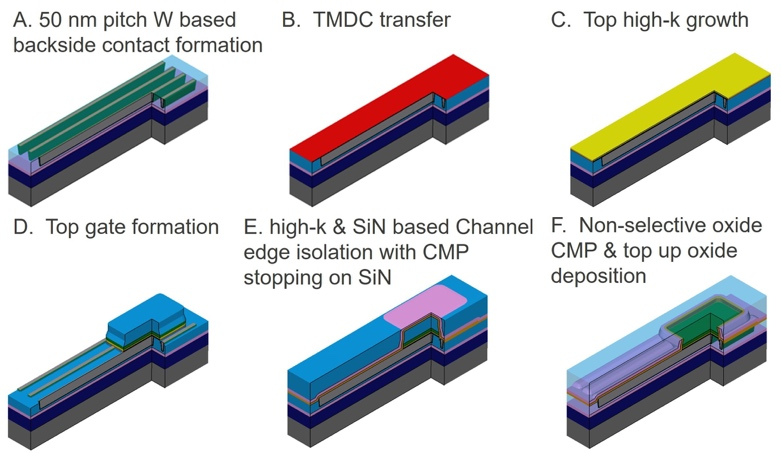 A. 50 nm pitch W based
backside contact formation
B. TMDC transfer
C. Top high-k growth
D. Top gate formation
E. high-k & SiN based Channel
edge isolation with CMP
stopping on SiN
F. Non-selective oxide
CMP & top up oxide
deposition